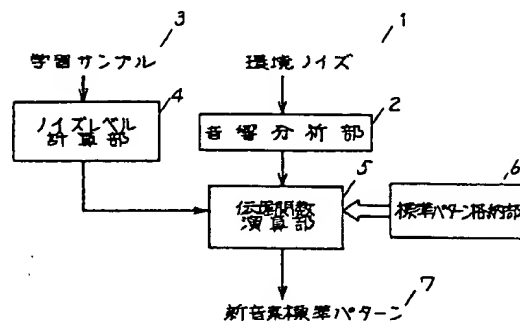 3
1
学習サンプル
環境ノイズ
4
2
ノイズレベル
計算部
音響分析部
5
6
伝達関数
演算部
標準パターン格納部
7
新音素標準パターン